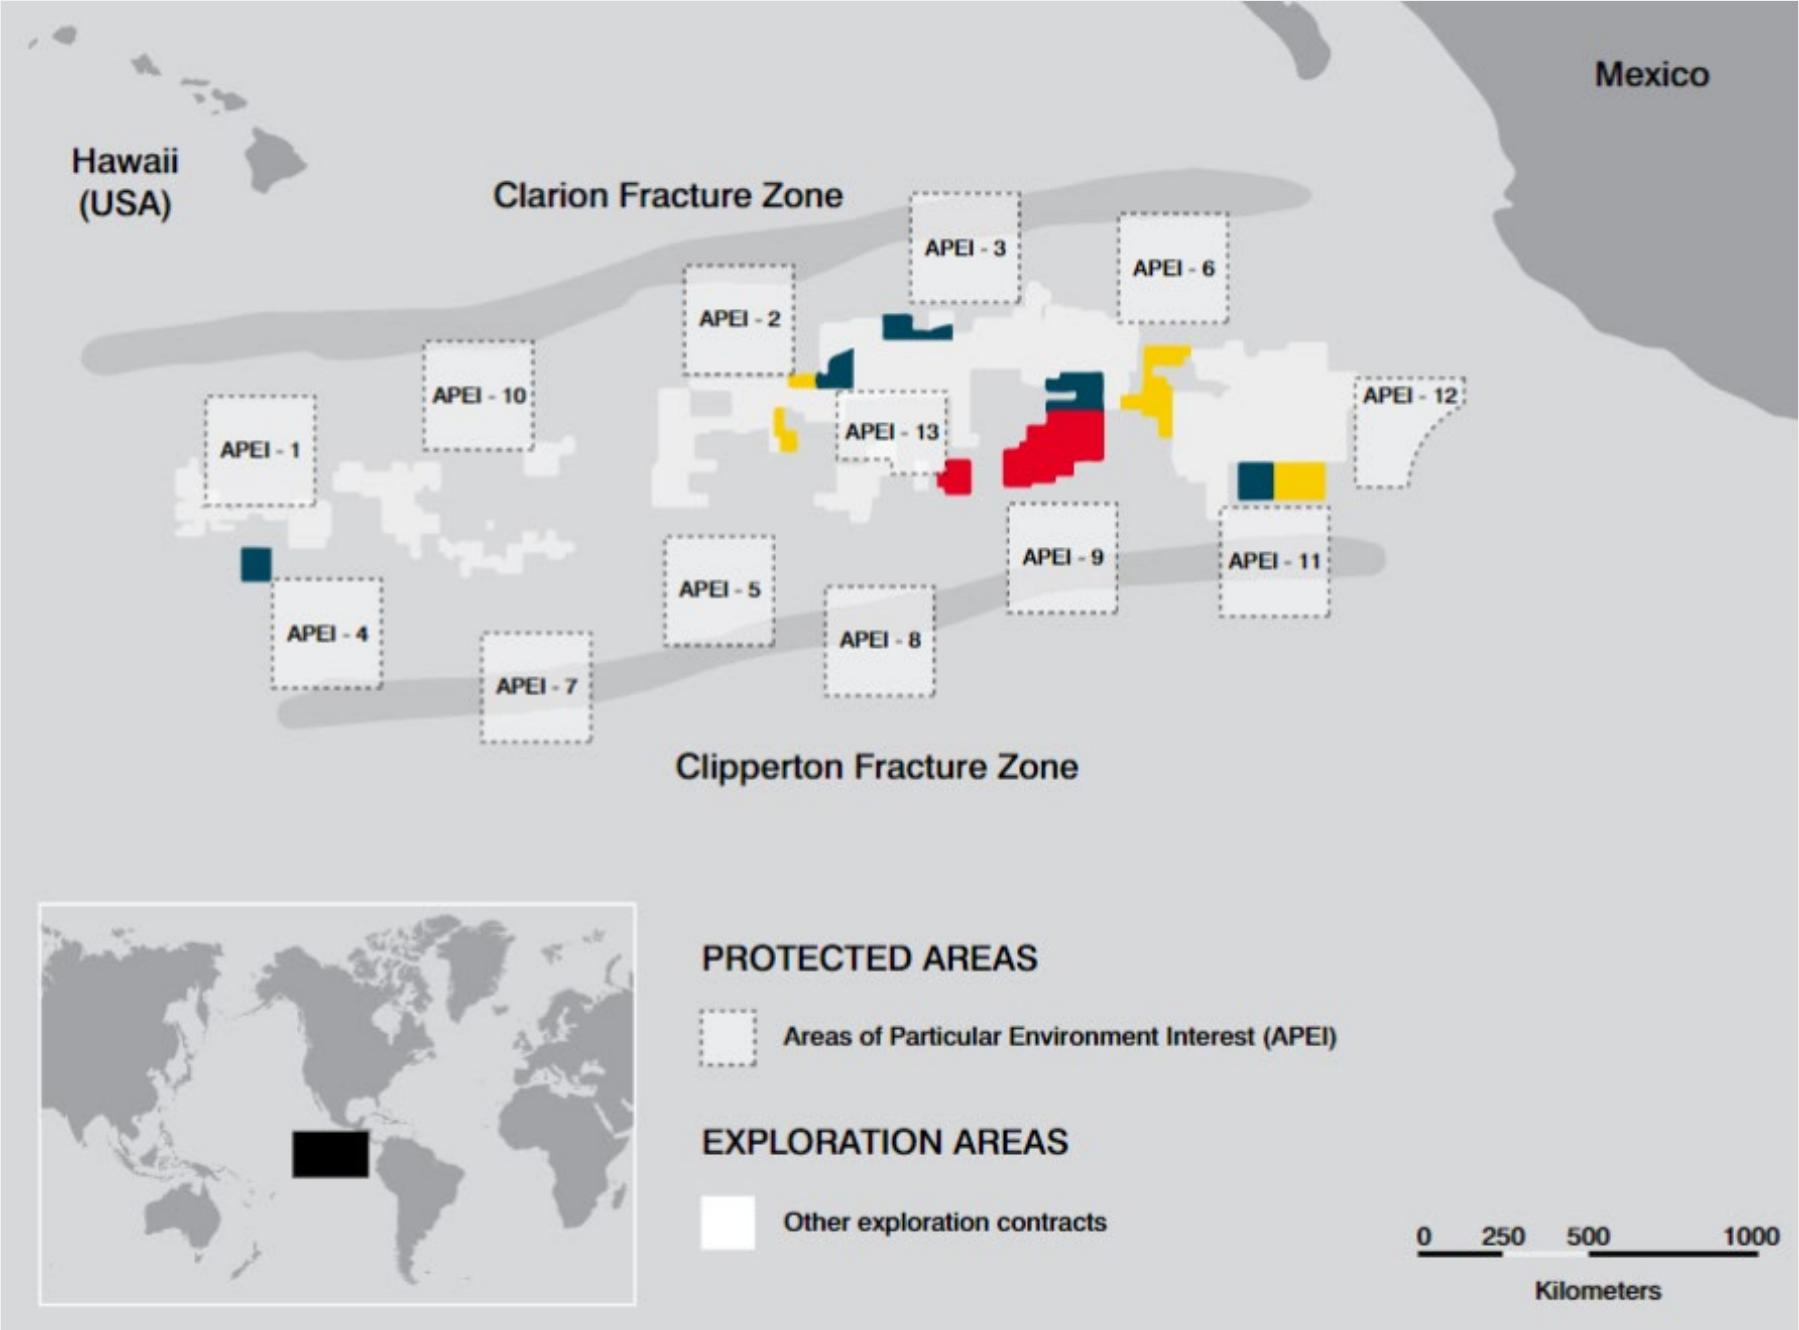 Mexico
Hawaii
(USA)
Clarion Fracture Zone
APEI - 3
APEI - 6
APEI - 2
APEI - 10
APEI - 12
APEI - 13
APEI - 1
APEI - 9
APEI - 11
APEI - 5
APEI - 4
APEI - 8
APEI - 7
Clipperton Fracture Zone
PROTECTED AREAS
Areas of Particular Environment Interest (APEI)
EXPLORATION AREAS
Other exploration contracts
0 250 500 1000
Kilometers